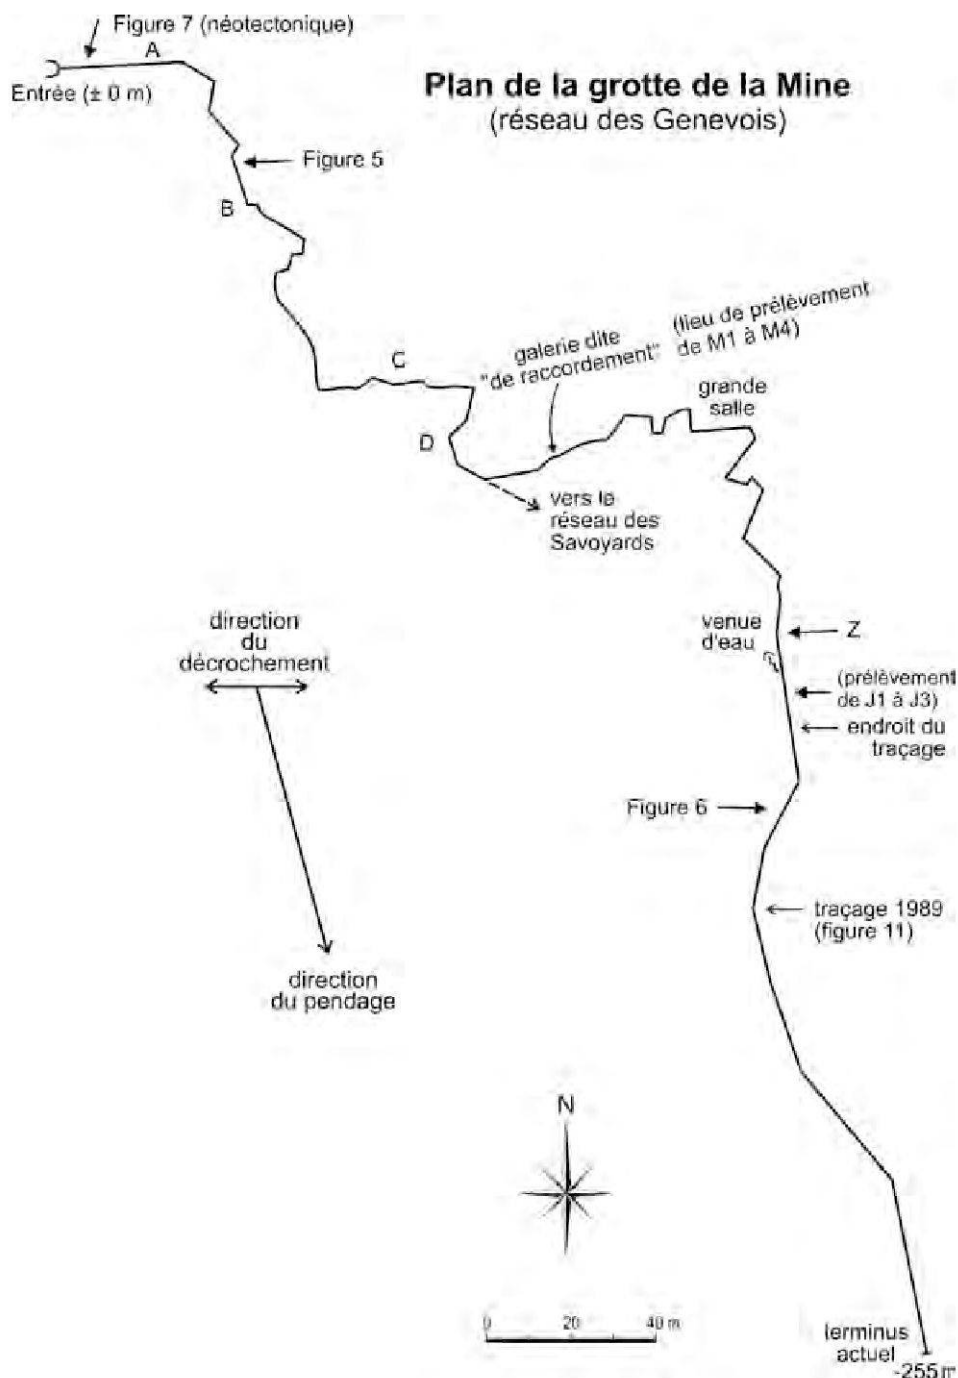 Figure 7 (néotectonique)
A
Entrée (± 0 m)
Plan de la grotte de la Mine
(réseau des Genevois)
Figure 5
B
galerie dite
"de raccordement"
(lieu de prélèvement
de M1 à M4)
C
grande
salle
D
vers le
réseau des
Savoyards
direction
du
décrochement
venue
d'eau
Z
(prélèvement
de J1 à J3)
endroit du
traçage
Figure 6
traçage 1989
(figure 11)
direction
du pendage
N
0 20 40 m
terminus
actuel
-255 m